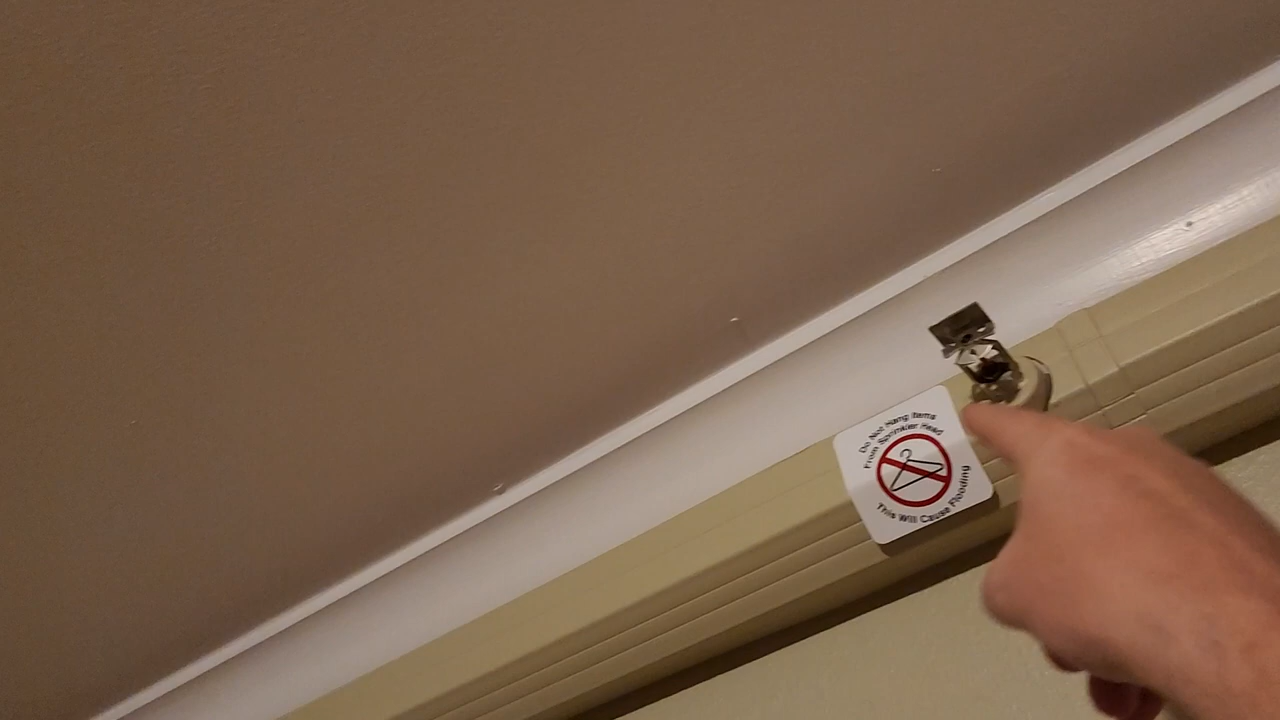 Do Not Hang Items
From Sprinkler Head
This Will Cause Flooding